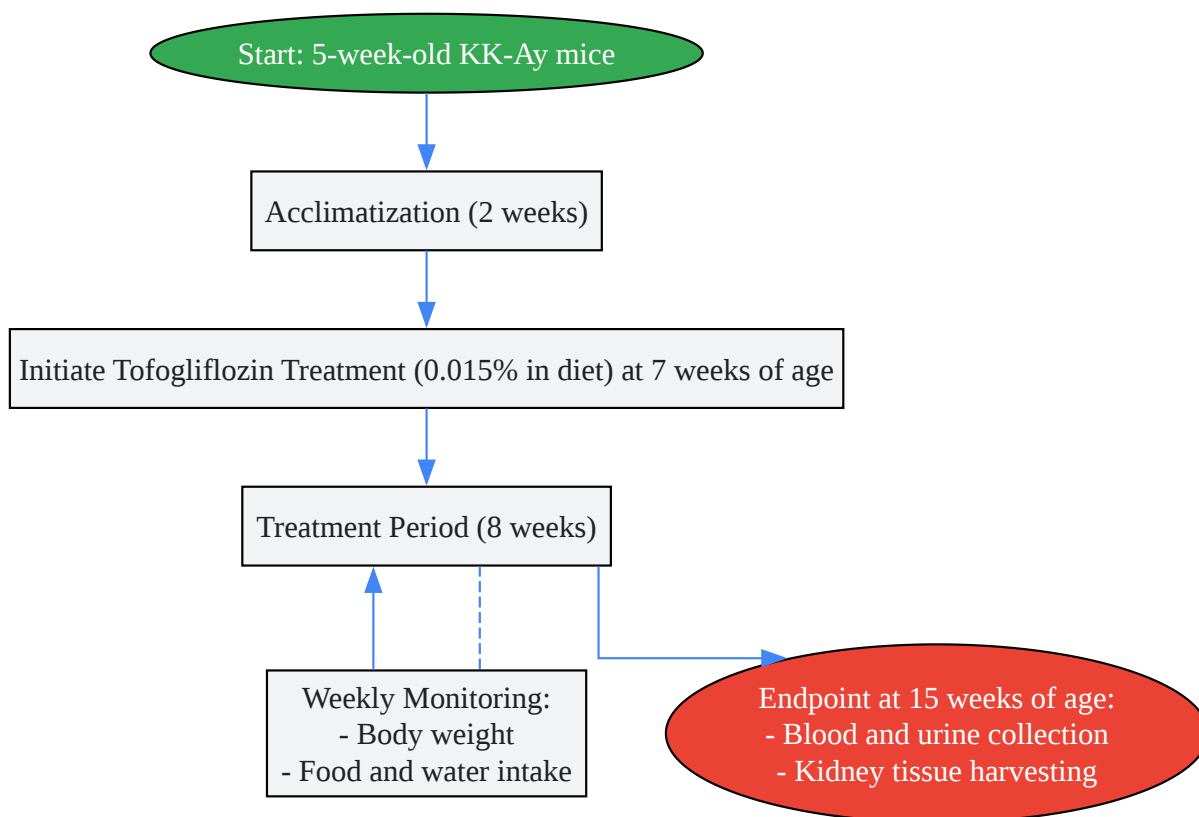 Start: 5-week-old KK-Ay mice
Acclimatization (2 weeks)
Initiate Tofogliflozin Treatment (0.015% in diet) at 7 weeks of age
Treatment Period (8 weeks)
Weekly Monitoring:
- Body weight
- Food and water intake
Endpoint at 15 weeks of age:
- Blood and urine collection
- Kidney tissue harvesting